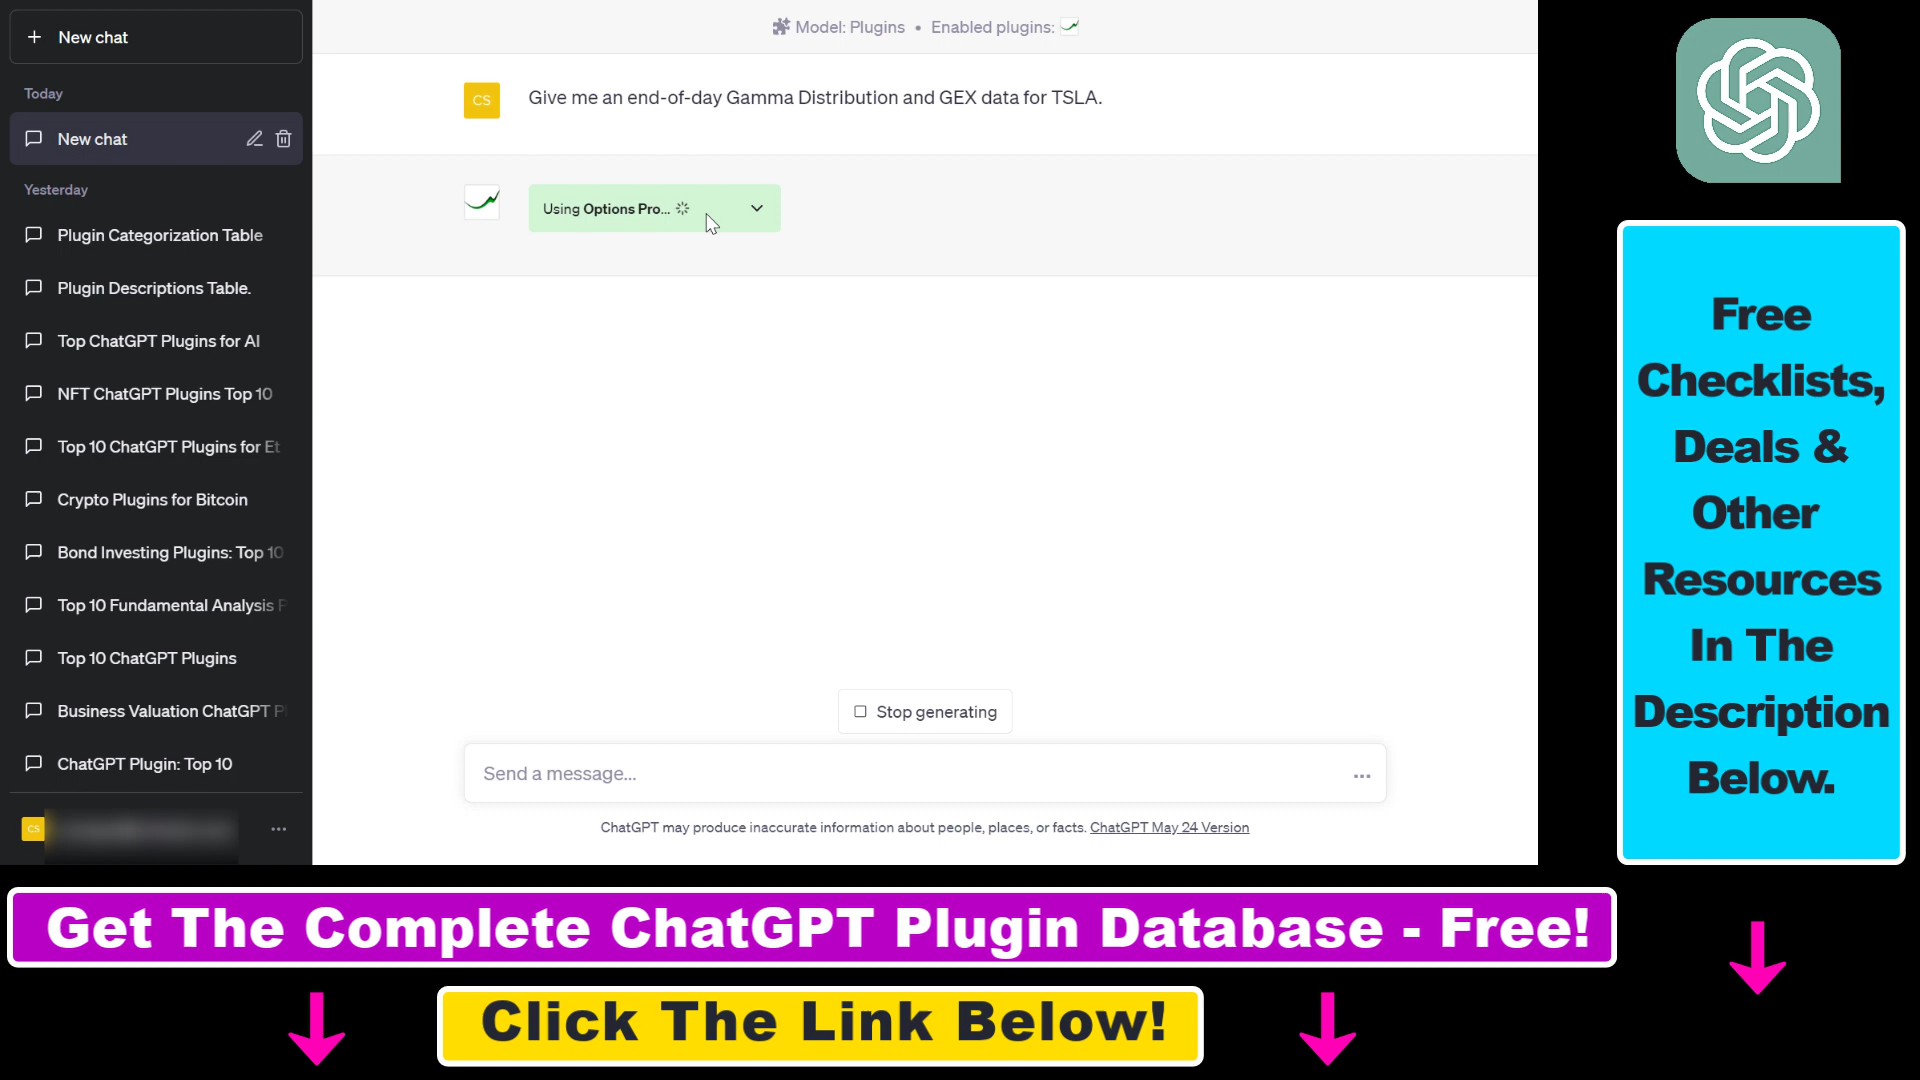 New chat
Today
New chat
Yesterday
Plugin Categorization Table
Plugin Descriptions Table.
Top ChatGPT Plugins for AI
NFT ChatGPT Plugins Top 10
Top 10 ChatGPT Plugins for Et
Crypto Plugins for Bitcoin
Bond Investing Plugins: Top 10
Top 10 Fundamental Analysis P
Top 10 ChatGPT Plugins
Business Valuation ChatGPT Pl
ChatGPT Plugin: Top 10
CS
Model: Plugins • Enabled plugins:
CS
Give me an end-of-day Gamma Distribution and GEX data for TSLA.
Using Options Pro...
Stop generating
Send a message...
ChatGPT may produce inaccurate information about people, places, or facts. ChatGPT May 24 Version
Free
Checklists,
Deals &
Other
Resources
In The
Description
Below.
Get The Complete ChatGPT Plugin Database - Free!
Click The Link Below!